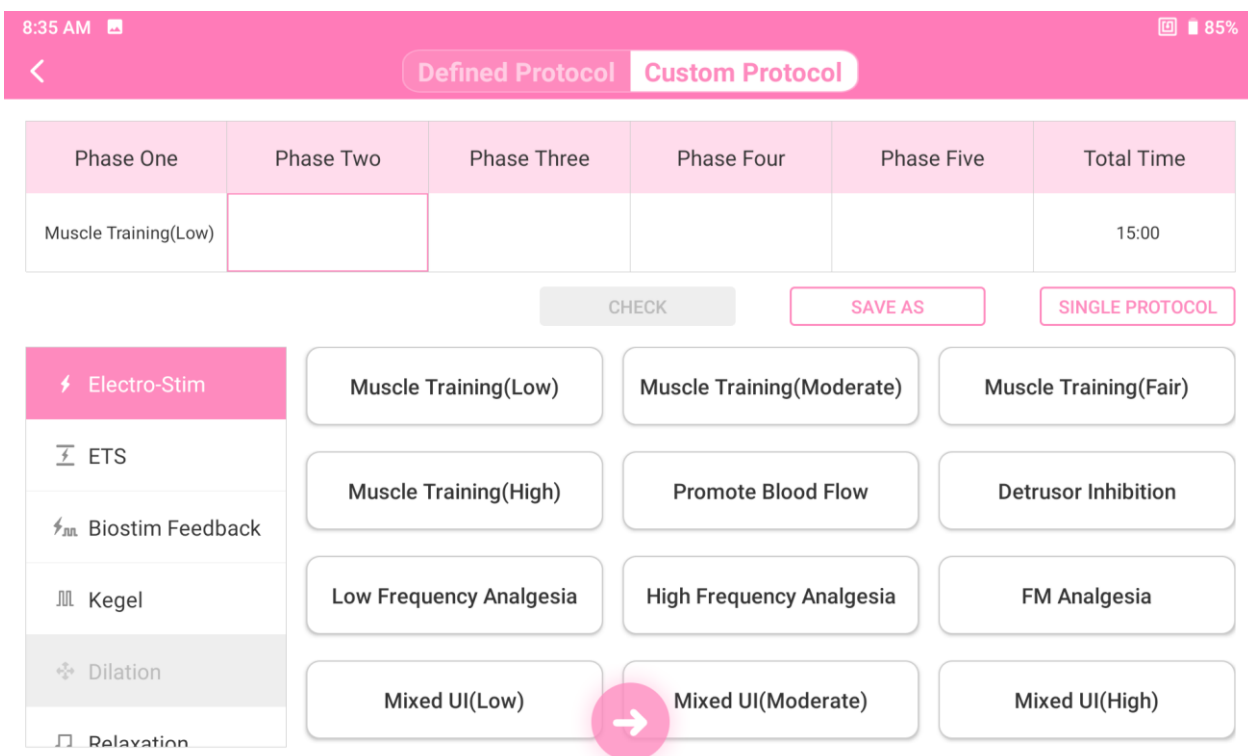 8:35 AM 85%
Defined Protocol Custom Protocol
Phase One Phase Two Phase Three Phase Four Phase Five Total Time
Muscle Training(Low) 15:00
CHECK SAVE AS SINGLE PROTOCOL
Electro-Stim
ETS
Biostim Feedback
Kegel
Dilation
Relaxation
Muscle Training(Low) Muscle Training(Moderate) Muscle Training(Fair)
Muscle Training(High) Promote Blood Flow Detrusor Inhibition
Low Frequency Analgesia High Frequency Analgesia FM Analgesia
Mixed UI(Low) Mixed UI(Moderate) Mixed UI(High)